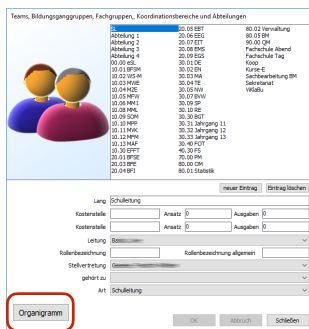 Teams, Bildungsganggruppen, Fachgruppen,, Koordinationsbereiche und Abteilungen
SL 20.05 EBT 80.02 Verwaltung
Abteilung 1 20.06 EEG 80.05 BM
Abteilung 2 20.07 EIT 90.00 QM
Abteilung 3 20.08 EMS Fachschule Abend
Abteilung 4 20.09 EGS Fachschule Tag
00.00 eSL 30.01 DE Koop
10.01 BFSM 30.02 EN Kurse-E
10.02 WS-M 30.03 MA Sachbearbeitung BM
10.03 MWE 30.04 TE Sekretariat
10.04 MZE 30.05 NW ViKlaBu
10.05 MFW 30.07 BVW
10.06 MM1 30.09 SP
10.08 MML 30.10 RE
10.09 SOM 30.30 BGT
10.10 MPP 30.31 Jahrgang 11
10.11 MVK 30.32 Jahrgang 12
10.12 MFM 30.33 Jahrgang 13
10.13 MAF 30.40 FOT
10.30 EFFT 40.30 FS
20.01 BFSE 70.00 PM
20.03 BFE 80.00 OM
20.04 BFI 80.01 Statistik
neuer Eintrag Eintrag löschen
Lang Schulleitung
Kostenstelle Ansatz 0 Ausgaben 0
Kostenstelle Ansatz 0 Ausgaben 0
Leitung
Rollenbezeichnung Rollenbezeichnung allgemein
Stellvertretung
gehört zu
Art Schulleitung
Organigramm
OK Abbruch Schließen